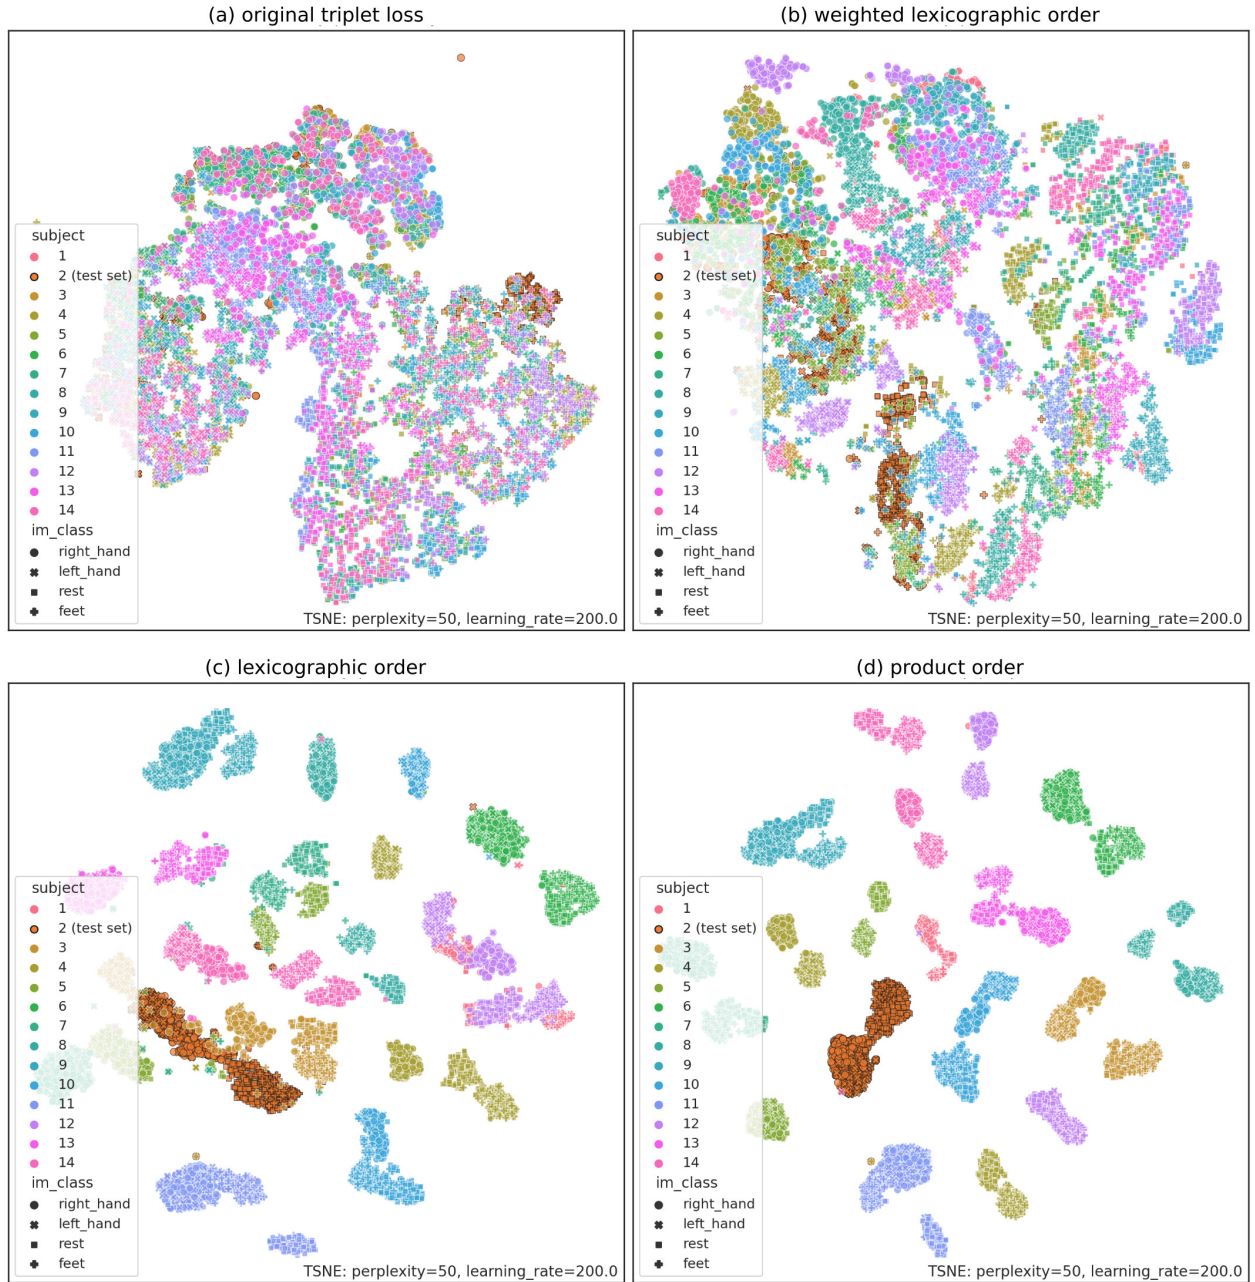 (a) original triplet loss
(b) weighted lexicographic order
subject
1
2 (test set)
3
4
5
6
7
8
9
10
11
12
13
14
im_class
right_hand
left_hand
rest
feet
TSNE: perplexity=50, learning_rate=200.0
subject
1
2 (test set)
3
4
5
6
7
8
9
10
11
12
13
14
im_class
right_hand
left_hand
rest
feet
TSNE: perplexity=50, learning_rate=200.0
(c) lexicographic order
(d) product order
subject
1
2 (test set)
3
4
5
6
7
8
9
10
11
12
13
14
im_class
right_hand
left_hand
rest
feet
TSNE: perplexity=50, learning_rate=200.0
subject
1
2 (test set)
3
4
5
6
7
8
9
10
11
12
13
14
im_class
right_hand
left_hand
rest
feet
TSNE: perplexity=50, learning_rate=200.0